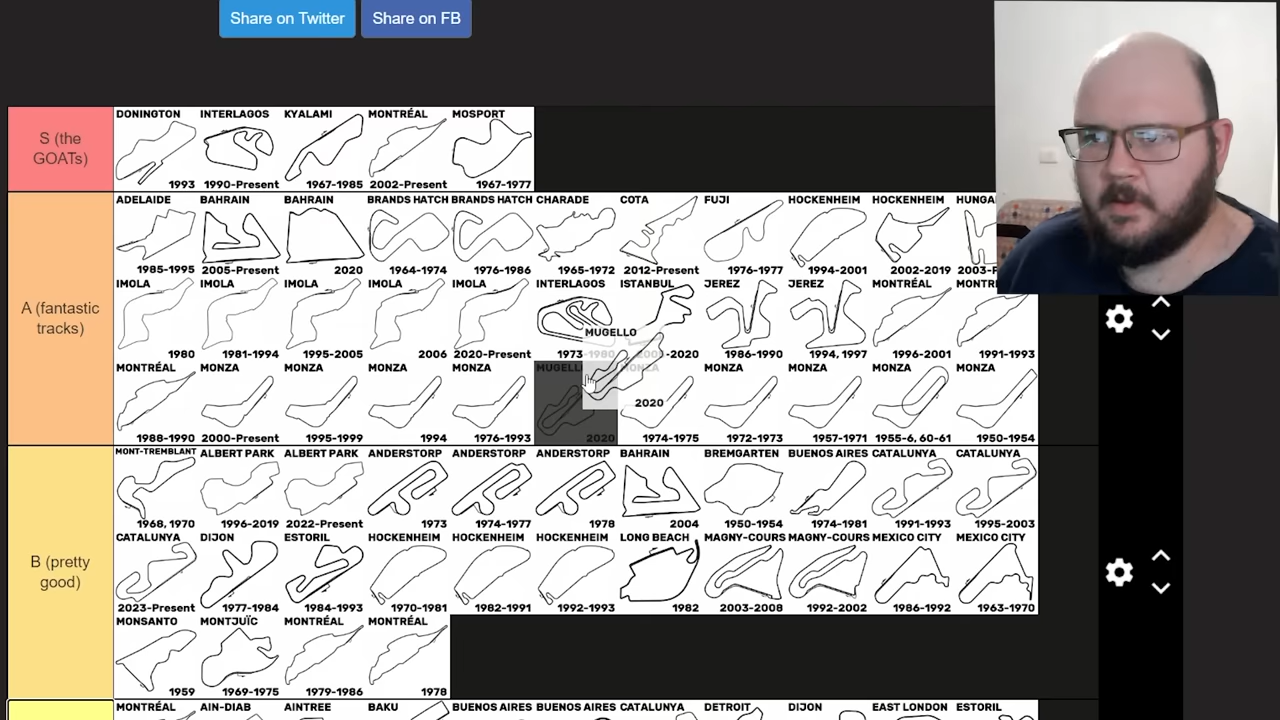 Share on Twitter Share on FB
S (the GOATs)
DONINGTON INTERLAGOS KYALAMI MONTRÉAL MOSPORT
1993 1990-Present 1967-1985 2002-Present 1967-1977
A (fantastic tracks)
ADELAIDE BAHRAIN BAHRAIN BRANDS HATCH BRANDS HATCH CHARADE COTA FUJI HOCKENHEIM HOCKENHEIM
1985-1995 2005-Present 2020 1964-1974 1976-1986 1965-1972 2012-Present 1976-1977 1994-2001 2002-2019
IMOLA IMOLA IMOLA IMOLA IMOLA INTERLAGOS ISTANBUL JEREZ JEREZ MONTRÉAL
1980 1981-1994 1995-2005 2006 2020-Present 1973-1980 -2020 1986-1990 1994, 1997 1996-2001 1991-1993
MUGELLO
2020
MONTRÉAL MONZA MONZA MONZA MONZA MONZA MONZA MONZA MONZA MONZA
1988-1990 2000-Present 1995-1999 1994 1976-1993 2020 1974-1975 1972-1973 1957-1971 1955-6, 60-61 1950-1954
B (pretty good)
MONT-TREMBLANT ALBERT PARK ALBERT PARK ANDERSTORP ANDERSTORP ANDERSTORP BAHRAIN BREMGARTEN BUENOS AIRES CATALUNYA CATALUNYA
1968, 1970 1996-2019 2022-Present 1973 1974-1977 1978 2004 1950-1954 1974-1981 1991-1993 1995-2003
CATALUNYA DIJON ESTORIL HOCKENHEIM HOCKENHEIM HOCKENHEIM LONG BEACH MAGNY-COURS MAGNY-COURS MEXICO CITY MEXICO CITY
2023-Present 1977-1984 1984-1993 1970-1981 1982-1991 1992-1993 1982 2003-2008 1992-2002 1986-1992 1963-1970
MONSANTO MONTJUÏC MONTRÉAL MONTRÉAL
1959 1969-1975 1979-1986 1978
MONTRÉAL AIN-DIAB AINTREE BAKU BUENOS AIRES BUENOS AIRES CATALUNYA DETROIT DIJON EAST LONDON ESTORIL